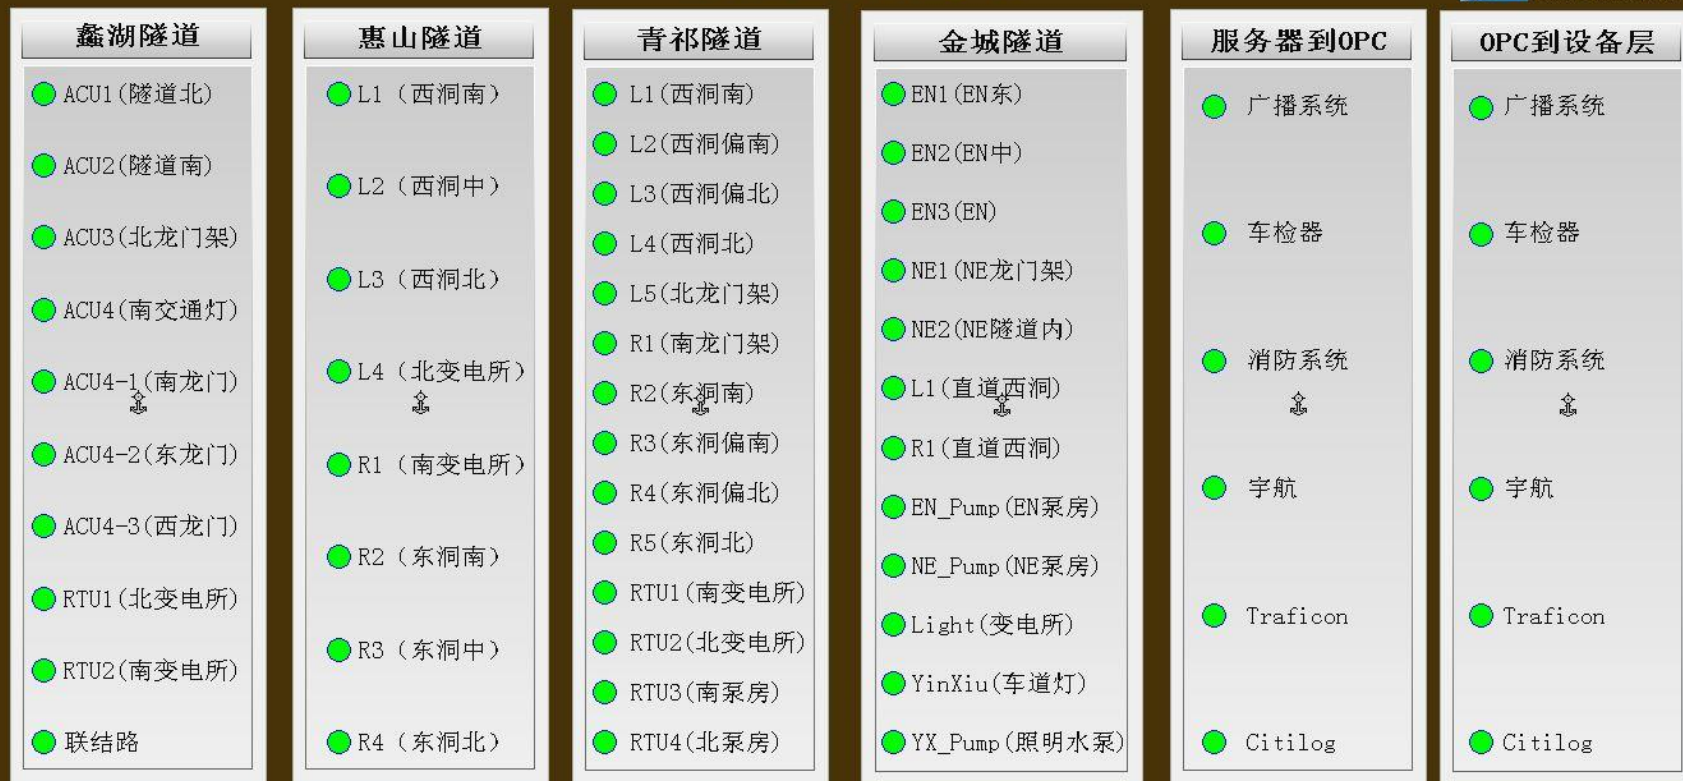 蠡湖隧道
ACU1(隧道北)
ACU2(隧道南)
ACU3(北龙门架)
ACU4(南交通灯)
ACU4-1(南龙门)
ACU4-2(东龙门)
ACU4-3(西龙门)
RTU1(北变电所)
RTU2(南变电所)
联结路
惠山隧道
L1（西洞南）
L2（西洞中）
L3（西洞北）
L4（北变电所）
R1（南变电所）
R2（东洞南）
R3（东洞中）
R4（东洞北）
青祁隧道
L1(西洞南)
L2(西洞偏南)
L3(西洞偏北)
L4(西洞北)
L5(北龙门架)
R1(南龙门架)
R2(东洞南)
R3(东洞偏南)
R4(东洞偏北)
R5(东洞北)
RTU1(南变电所)
RTU2(北变电所)
RTU3(南泵房)
RTU4(北泵房)
金城隧道
EN1(EN东)
EN2(EN中)
EN3(EN)
NE1(NE龙门架)
NE2(NE隧道内)
L1(直道西洞)
R1(直道西洞)
EN_Pump(EN泵房)
NE_Pump(NE泵房)
Light(变电所)
YinXiu(车道灯)
YX_Pump(照明水泵)
服务器到OPC
广播系统
车检器
消防系统
宇航
Traficon
Citilog
OPC到设备层
广播系统
车检器
消防系统
宇航
Traficon
Citilog